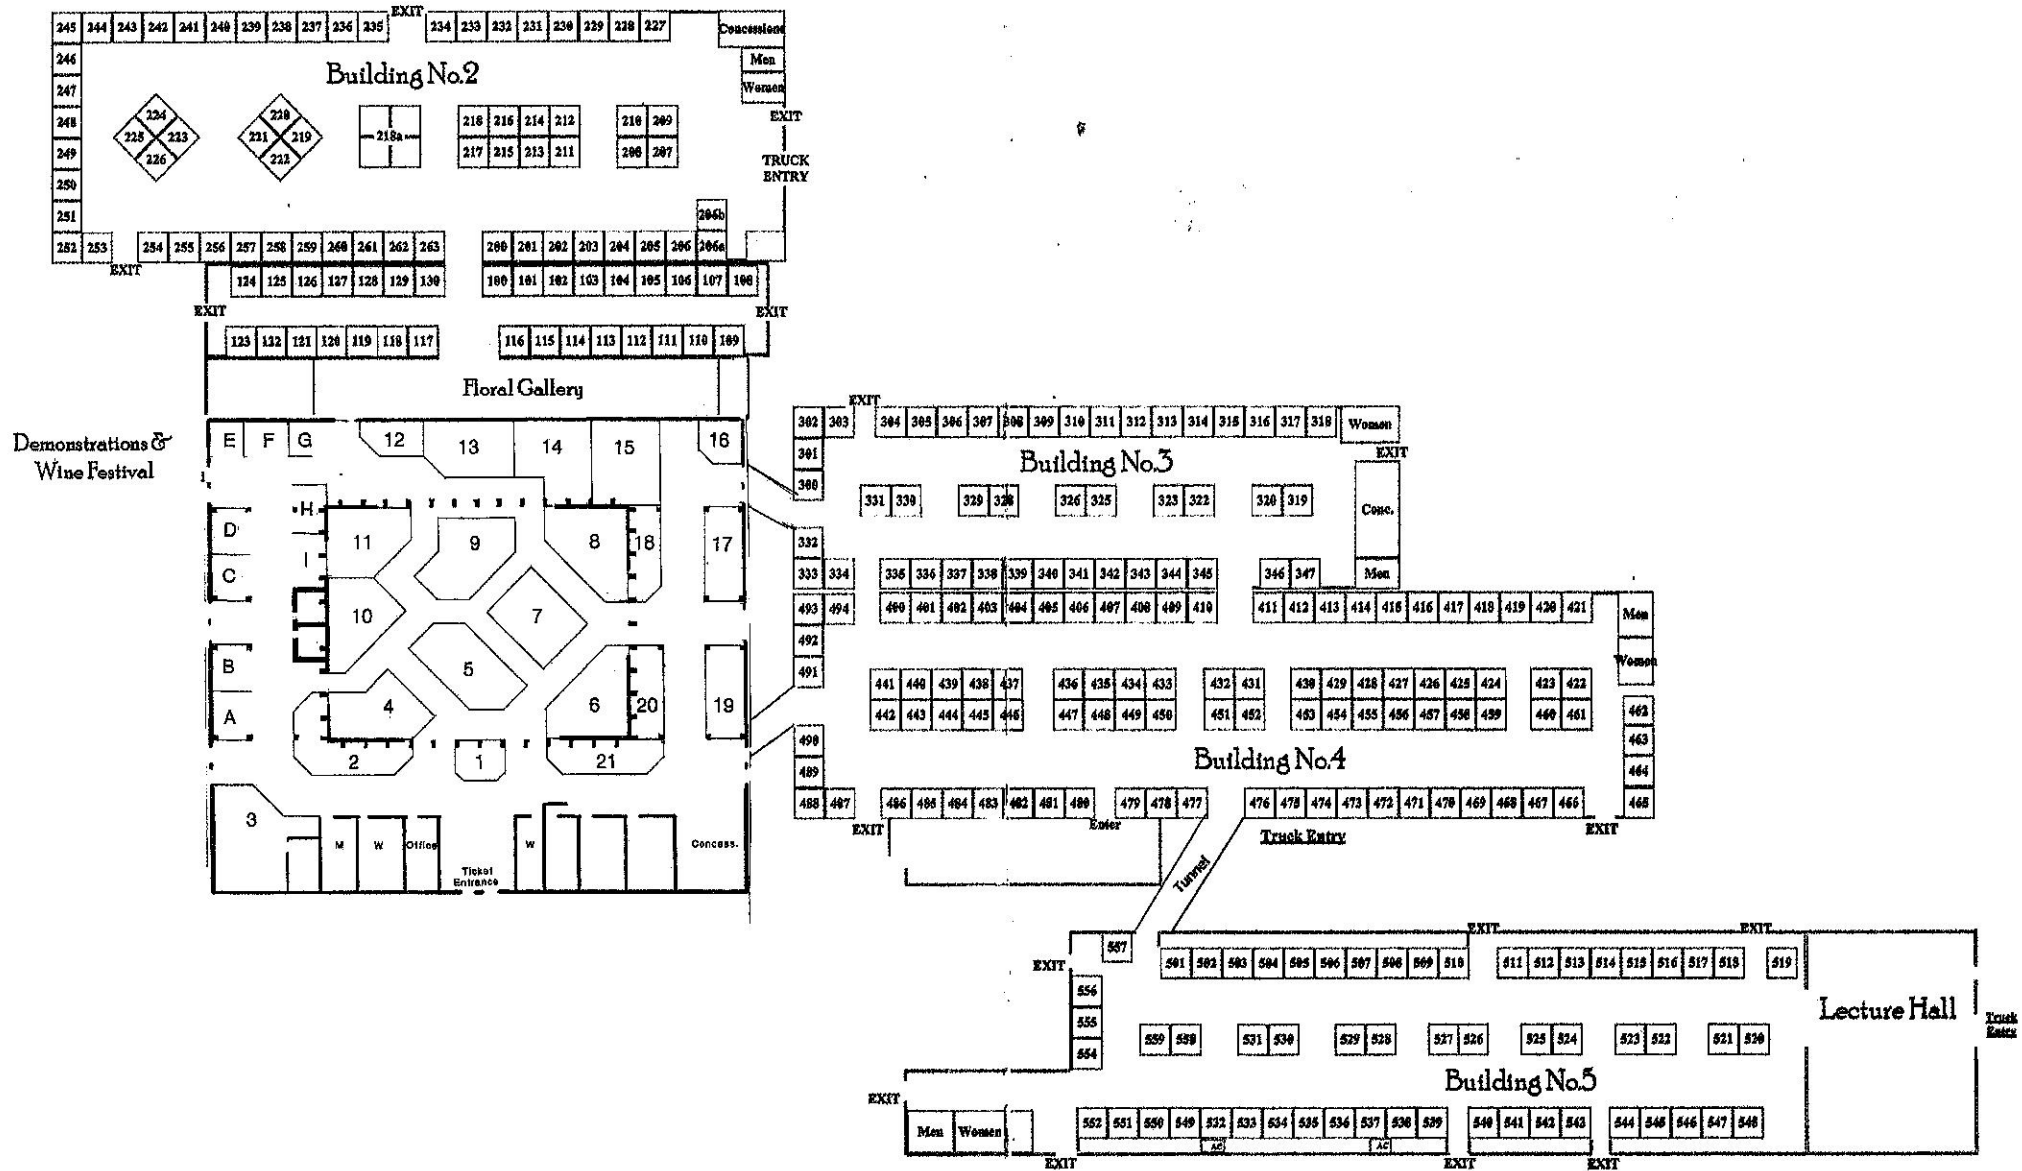 EXIT
245 244 243 242 241 240 239 238 237 236 235 234 233 232 231 230 229 228 227 Concessions
246 Men
Building No.2
247 Women
224 220 218 216 214 212 210 209 EXIT
248
225 223 221 219 218a
249 226 222 217 215 213 211 208 207
TRUCK
ENTRY
250
251 206b
252 253 254 255 256 257 258 259 260 261 262 263 200 201 202 203 204 205 206 206a
EXIT
124 125 126 127 128 129 130 100 101 102 103 104 105 106 107 108
EXIT EXIT
123 122 121 120 119 118 117 116 115 114 113 112 111 110 109
Floral Gallery
Demonstrations &
Wine Festival
E F G 12 13 14 15 16
H
D 11 9 8 18 17
I
C
10 7
B 5
A 4 6 20 19
2 1 21
3
M W Office W Concess.
Ticket
Entrance
EXIT
302 303 304 305 306 307 308 309 310 311 312 313 314 315 316 317 318 Women
301 EXIT
Building No.3
300
331 330 329 328 326 325 323 322 320 319 Conc.
332
333 334 335 336 337 338 339 340 341 342 343 344 345 346 347 Men
493 494 400 401 402 403 404 405 406 407 408 409 410 411 412 413 414 415 416 417 418 419 420 421 Men
492
491 Women
441 440 439 438 437 436 435 434 433 432 431 430 429 428 427 426 425 424 423 422
442 443 444 445 446 447 448 449 450 451 452 453 454 455 456 457 458 459 460 461 462
490 463
Building No.4
489 464
488 487 486 485 484 483 482 481 480 479 478 477 476 475 474 473 472 471 470 469 468 467 466 465
EXIT Enter EXIT
Truck Entry
Tunnel
EXIT EXIT
557
EXIT 501 502 503 504 505 506 507 508 509 510 511 512 513 514 515 516 517 518 519
556
Lecture Hall
555
Truck
Entry
559 558 531 530 529 528 527 526 525 524 523 522 521 520
554
Building No.5
EXIT
552 551 550 549 532 533 534 535 536 537 538 539 540 541 542 543 544 545 546 547 548
Men Women
AC AC
EXIT EXIT EXIT